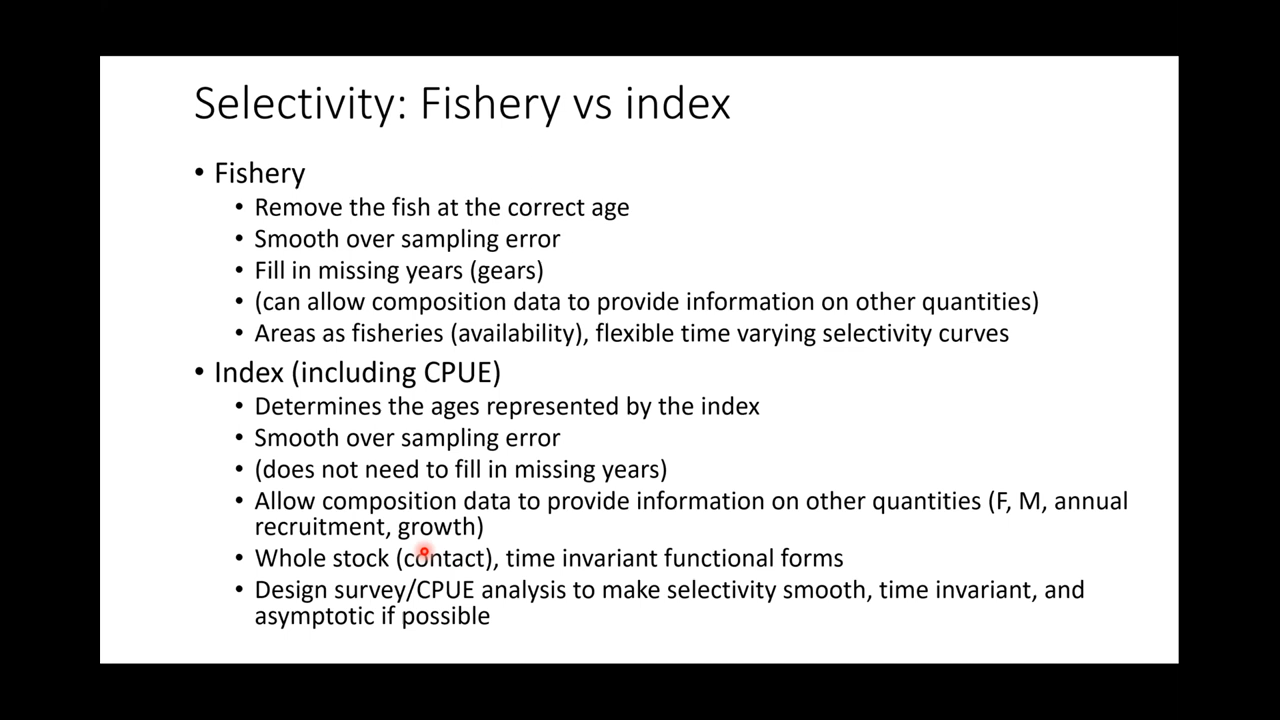 Selectivity: Fishery vs index
• Fishery
• Remove the fish at the correct age
• Smooth over sampling error
• Fill in missing years (gears)
• (can allow composition data to provide information on other quantities)
• Areas as fisheries (availability), flexible time varying selectivity curves
• Index (including CPUE)
• Determines the ages represented by the index
• Smooth over sampling error
• (does not need to fill in missing years)
• Allow composition data to provide information on other quantities (F, M, annual
recruitment, growth)
• Whole stock (contact), time invariant functional forms
• Design survey/CPUE analysis to make selectivity smooth, time invariant, and
asymptotic if possible